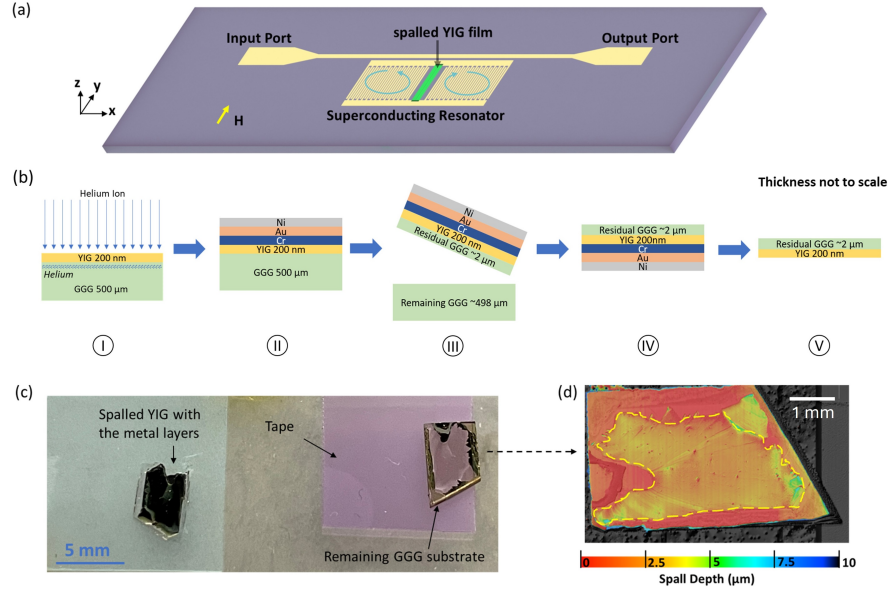 (a)
Input Port
spalled YIG film
Output Port
z
y
x
H
Superconducting Resonator
(b)
Thickness not to scale
Helium Ion
YIG 200 nm
Helium
GGG 500 µm
Ni
Au
Cr
YIG 200 nm
GGG 500 µm
Ni
Au
Cr
YIG 200 nm
Residual GGG ~2 µm
Remaining GGG ~498 µm
Residual GGG ~2 µm
YIG 200nm
Cr
Au
Ni
Residual GGG ~2 µm
YIG 200 nm
I
II
III
IV
V
(c)
Spalled YIG with
the metal layers
Tape
5 mm
Remaining GGG substrate
(d)
1 mm
0 2.5 5 7.5 10
Spall Depth (µm)